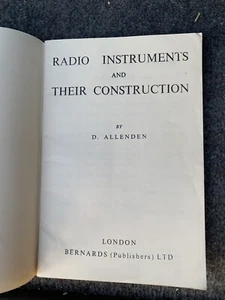 RADIO INSTRUMENTS
AND
THEIR CONSTRUCTION
BY
D. ALLENDEN
LONDON
BERNARDS (Publishers) LTD